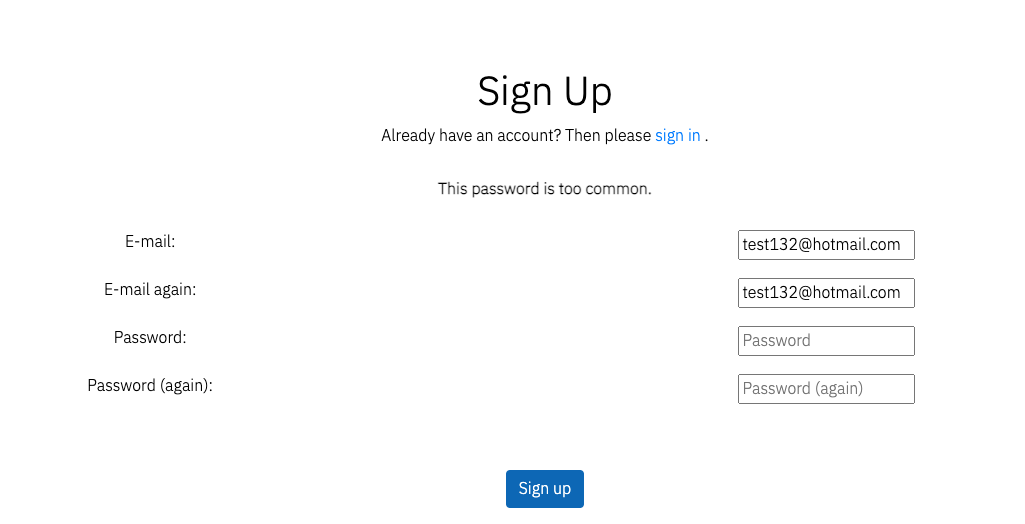 Sign Up
Already have an account? Then please sign in .
This password is too common.
E-mail: test132@hotmail.com
E-mail again: test132@hotmail.com
Password: Password
Password (again): Password (again)
Sign up